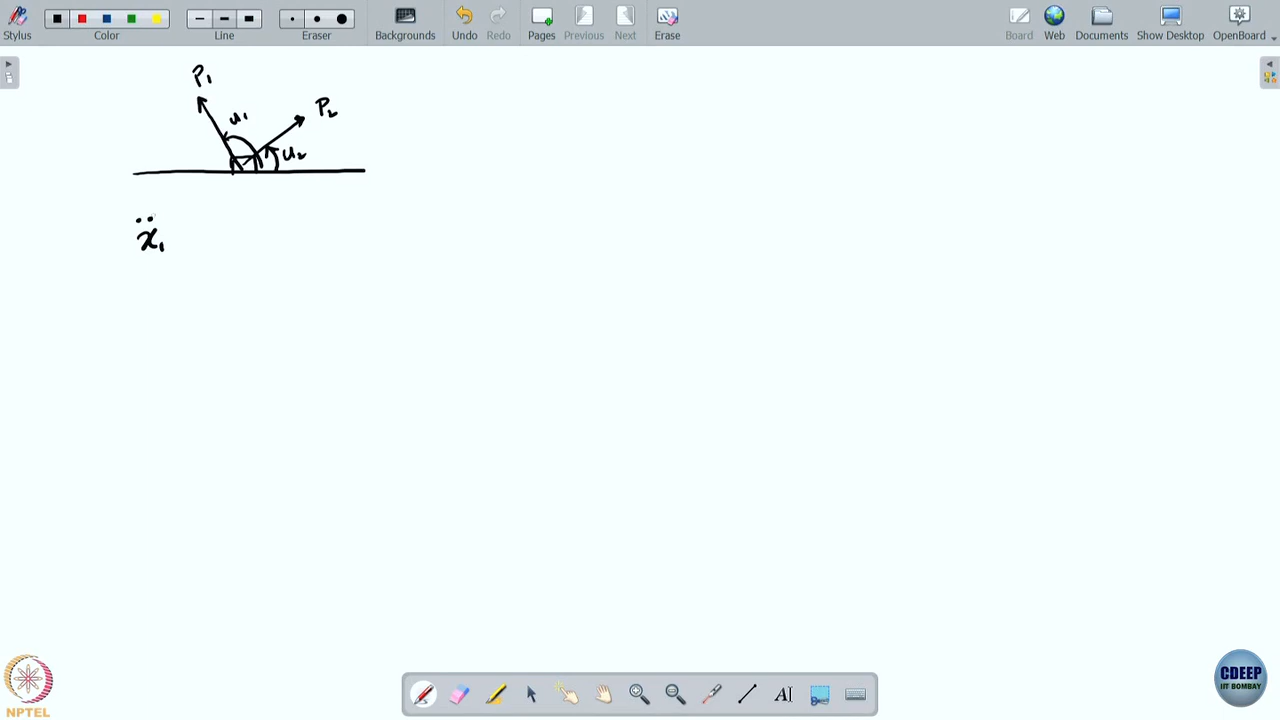 Stylus
Color
Line
Eraser
Backgrounds
Undo
Redo
Pages
Previous
Next
Erase
Board
Web
Documents
Show Desktop
OpenBoard
P₁
P₂
u₁
u₂
ẍ₁
NPTEL
CDEEP
IIT BOMBAY